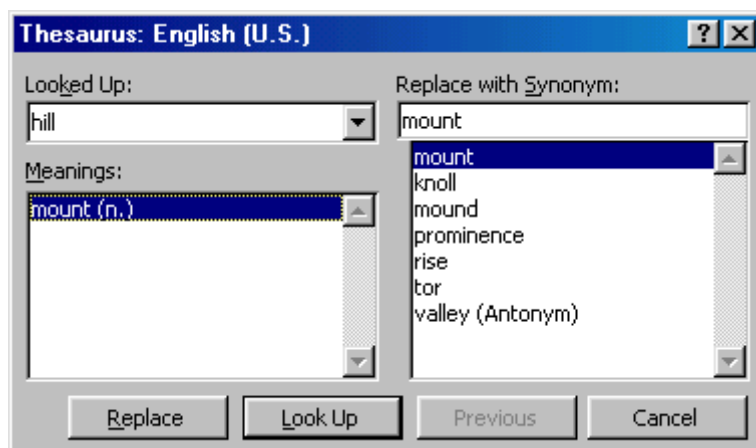 Thesaurus: English (U.S.)
Looked Up:
hill
Meanings:
mount (n.)
Replace with Synonym:
mount
mount
knoll
mound
prominence
rise
tor
valley (Antonym)
Replace
Look Up
Previous
Cancel